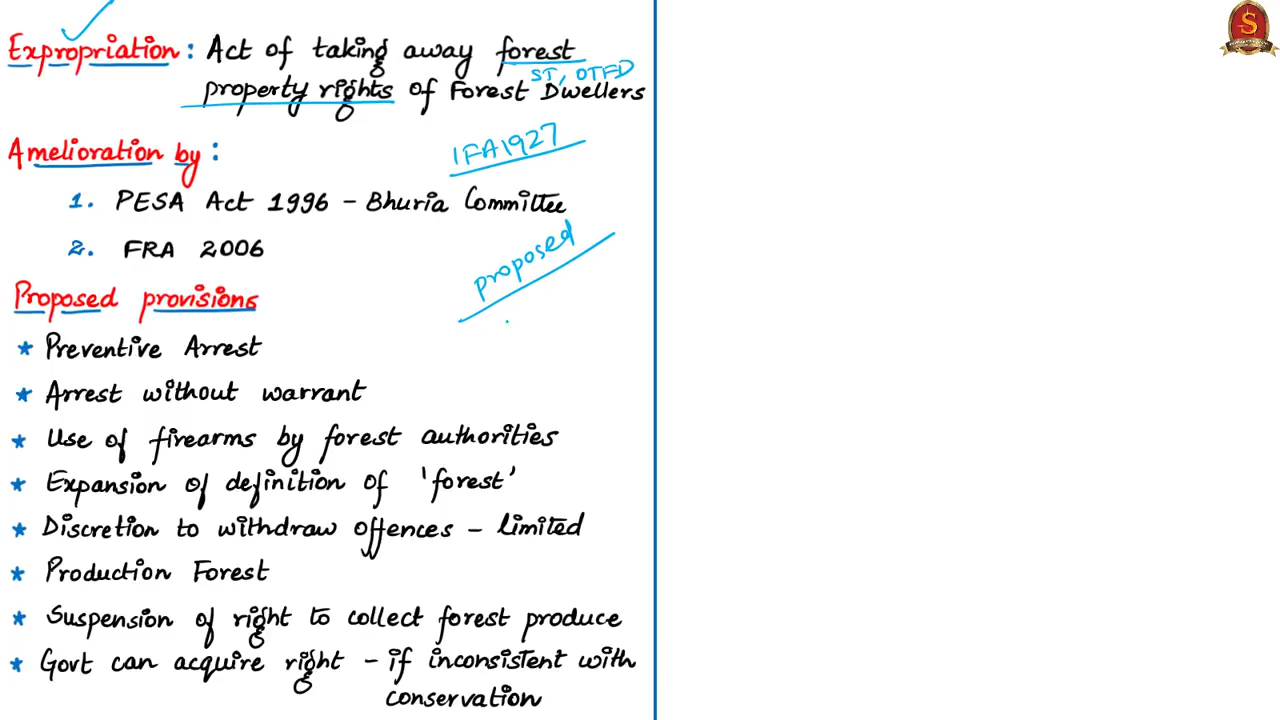 Expropriation : Act of taking away forest
ST, OTFD
property rights of Forest Dwellers
Amelioration by :
IFA 1927
1. PESA Act 1996 - Bhuria Committee
2. FRA 2006
proposed
Proposed provisions
* Preventive Arrest
* Arrest without warrant
* Use of firearms by forest authorities
* Expansion of definition of 'forest'
* Discretion to withdraw offences - limited
* Production Forest
* Suspension of right to collect forest produce
* Govt can acquire right - if inconsistent with
conservation
S